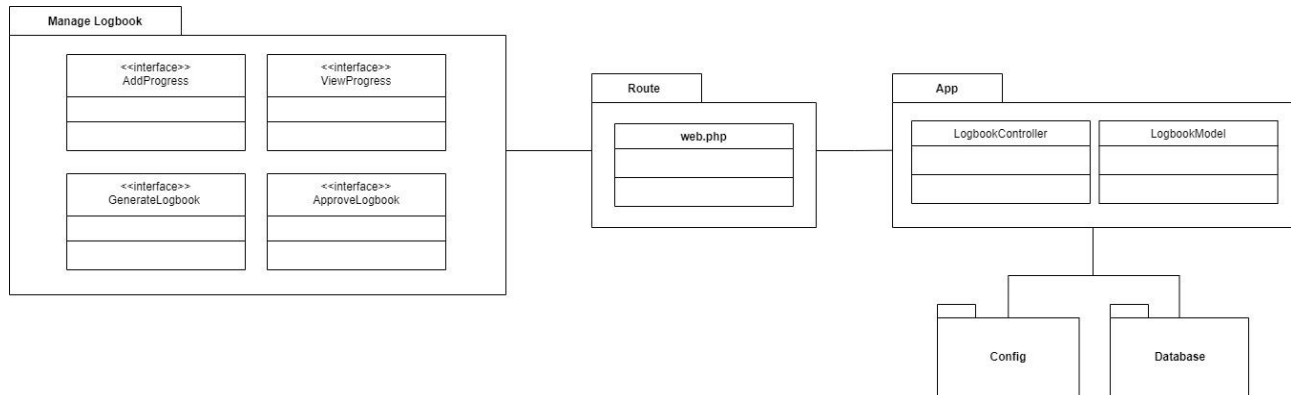 Manage Logbook
<<interface>>
AddProgress
<<interface>>
ViewProgress
<<interface>>
GenerateLogbook
<<interface>>
ApproveLogbook
Route
web.php
App
LogbookController
LogbookModel
Config
Database